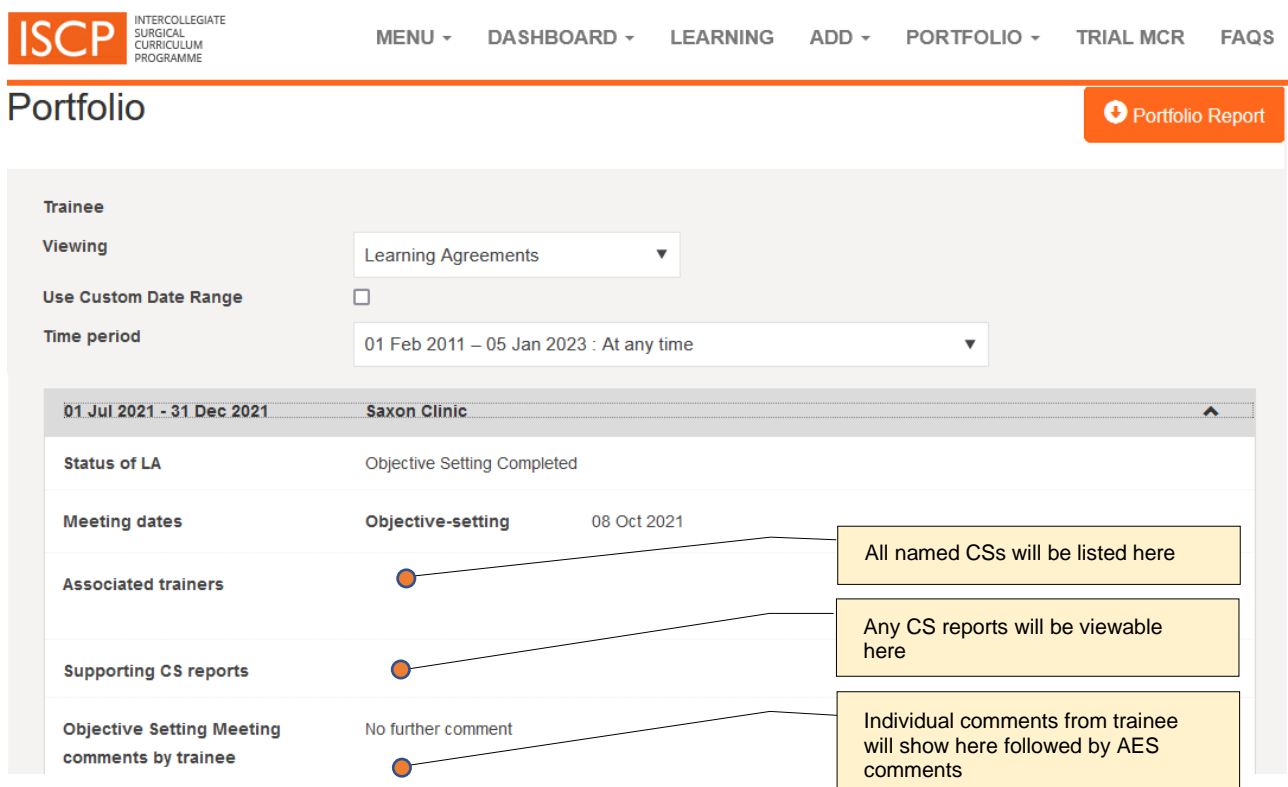 ISCP
INTERCOLLEGIATE
SURGICAL
CURRICULUM
PROGRAMME
MENU DASHBOARD LEARNING ADD PORTFOLIO TRIAL MCR FAQS
Portfolio
Portfolio Report
Trainee
Viewing
Learning Agreements
Use Custom Date Range
Time period
01 Feb 2011 – 05 Jan 2023 : At any time
01 Jul 2021 - 31 Dec 2021 Saxon Clinic
Status of LA Objective Setting Completed
Meeting dates Objective-setting 08 Oct 2021
All named CSs will be listed here
Associated trainers
Any CS reports will be viewable
here
Supporting CS reports
Objective Setting Meeting
comments by trainee
No further comment
Individual comments from trainee
will show here followed by AES
comments